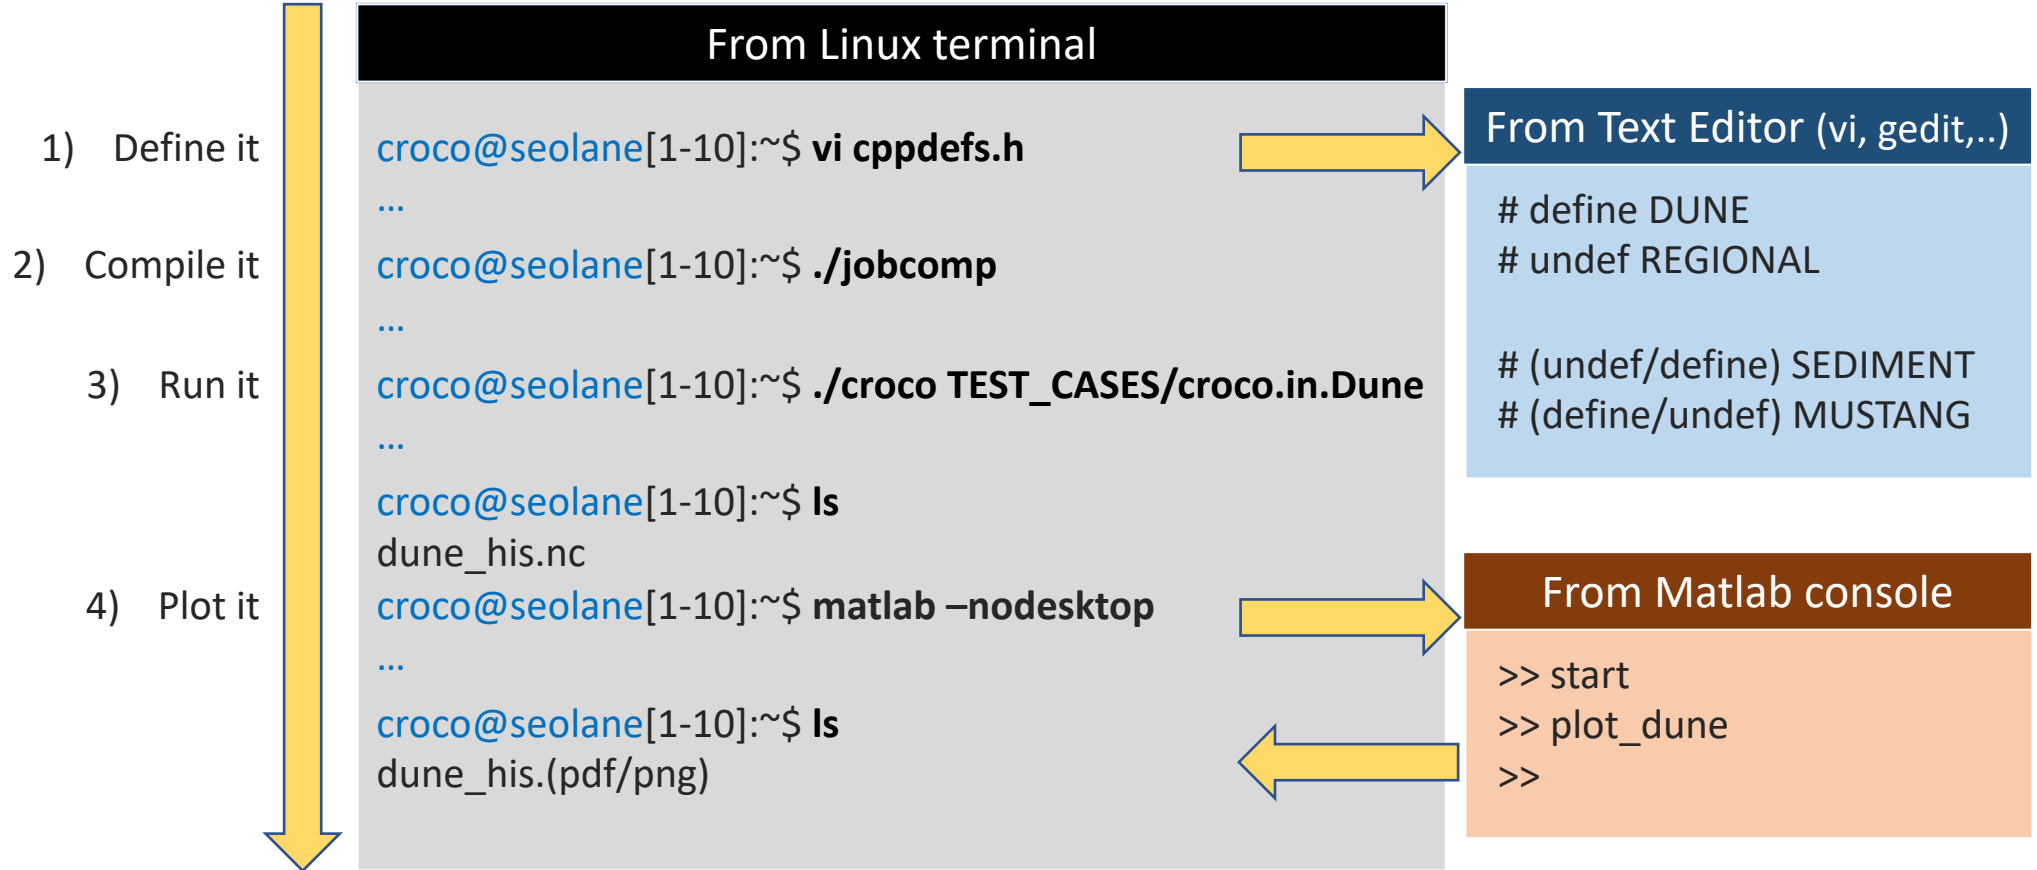 From Linux terminal
1) Define it
croco@seolane[1-10]:~$ vi cppdefs.h
...
2) Compile it
croco@seolane[1-10]:~$ ./jobcomp
...
3) Run it
croco@seolane[1-10]:~$ ./croco TEST_CASES/croco.in.Dune
...
croco@seolane[1-10]:~$ ls
dune_his.nc
4) Plot it
croco@seolane[1-10]:~$ matlab –nodesktop
...
croco@seolane[1-10]:~$ ls
dune_his.(pdf/png)
From Text Editor (vi, gedit,..)
# define DUNE
# undef REGIONAL
# (undef/define) SEDIMENT
# (define/undef) MUSTANG
From Matlab console
>> start
>> plot_dune
>>